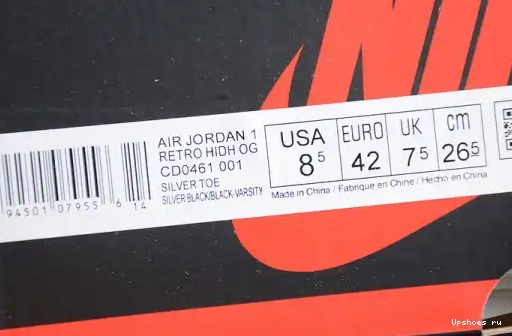 NIK
AIR JORDAN 1
RETRO HIDH OG
CD0461 001
SILVER TOE
SILVER BLACK/BLACK-VARSITY
94501 07955 6 14
USA EURO UK cm
8 5 42 7 5 26 5
Made in China / Fabrique en Chine / Hecho en China
Upshoes ru